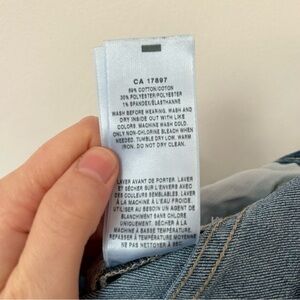 CA 17897
69% COTTON/COTON
30% POLYESTER/POLYESTER
1% SPANDEX/ELASTHANNE
WASH BEFORE WEARING. WASH AND
DRY INSIDE OUT WITH LIKE
COLORS. MACHINE WASH COLD.
ONLY NON-CHLORINE BLEACH WHEN
NEEDED. TUMBLE DRY LOW. WARM
IRON. DO NOT DRY CLEAN.
LAVER AVANT DE PORTER. LAVER
ET SÉCHER SUR L'ENVERS AVEC
DES COULEURS SEMBLABLES. LAVER
À LA MACHINE À L'EAU FROIDE.
UTILISER AU BESOIN UN AGENT DE
BLANCHIMENT SANS CHLORE
UNIQUEMENT. SÉCHER À LA
MACHINE À BASSE TEMPÉRATURE.
REPASSER À TEMPÉRATURE MOYENNE
NE PAS NETTOYER À SEC.